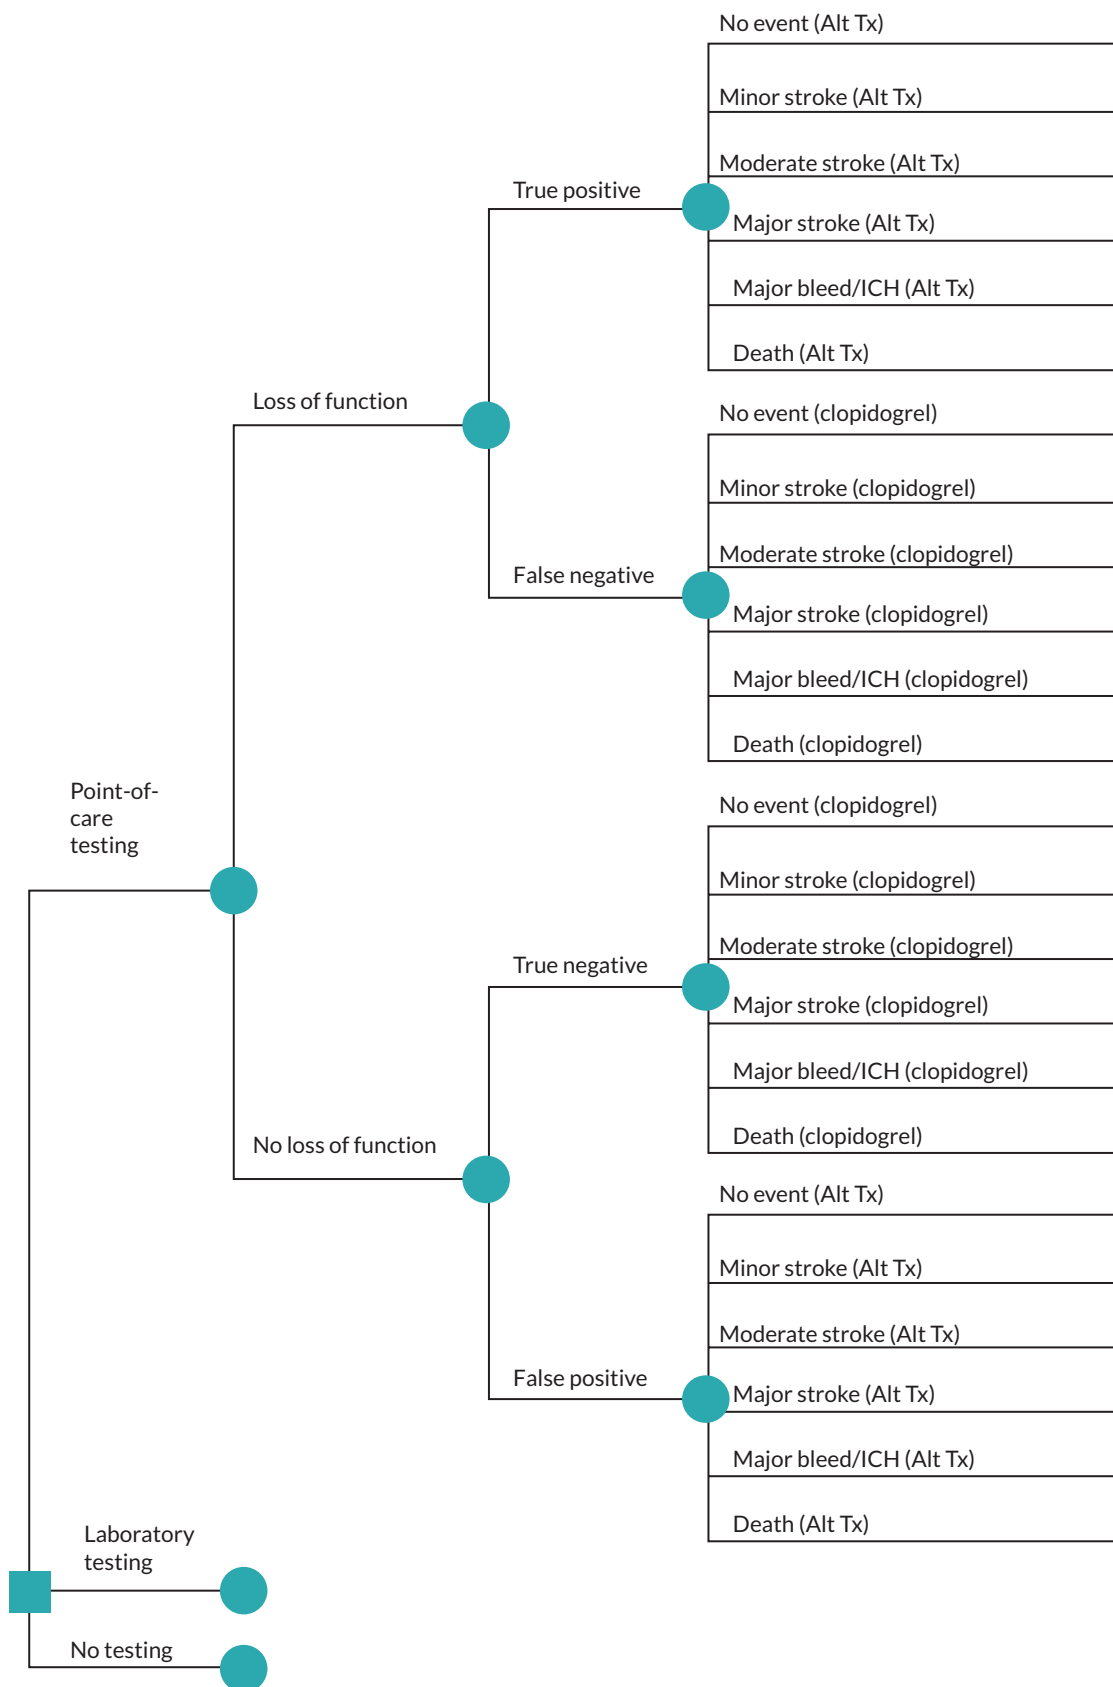 No event (Alt Tx)
Minor stroke (Alt Tx)
Moderate stroke (Alt Tx)
True positive
Major stroke (Alt Tx)
Major bleed/ICH (Alt Tx)
Death (Alt Tx)
Loss of function
No event (clopidogrel)
Minor stroke (clopidogrel)
Moderate stroke (clopidogrel)
False negative
Major stroke (clopidogrel)
Major bleed/ICH (clopidogrel)
Death (clopidogrel)
Point-of-
care
testing
No event (clopidogrel)
Minor stroke (clopidogrel)
Moderate stroke (clopidogrel)
True negative
Major stroke (clopidogrel)
Major bleed/ICH (clopidogrel)
Death (clopidogrel)
No loss of function
No event (Alt Tx)
Minor stroke (Alt Tx)
Moderate stroke (Alt Tx)
False positive
Major stroke (Alt Tx)
Major bleed/ICH (Alt Tx)
Death (Alt Tx)
Laboratory
testing
No testing